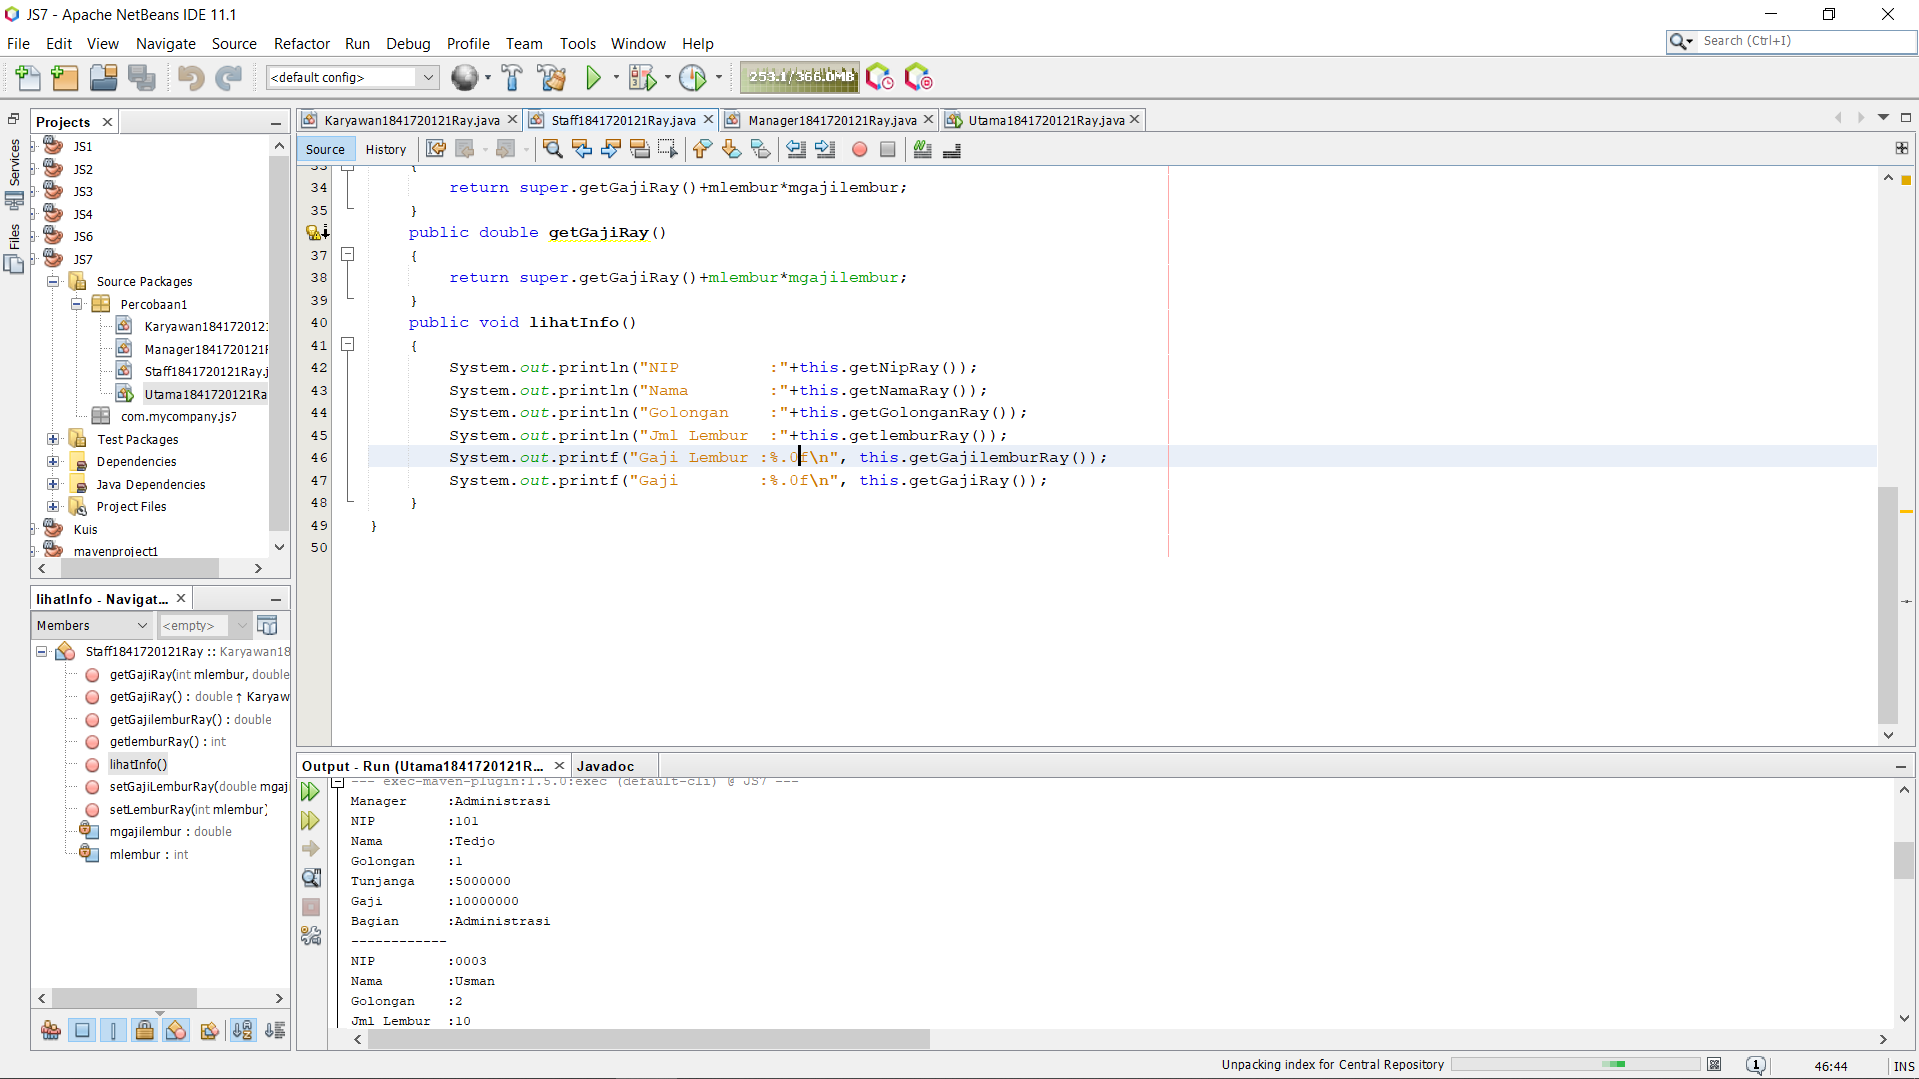 JS7 - Apache NetBeans IDE 11.1
File Edit View Navigate Source Refactor Run Debug Profile Team Tools Window Help
Search (Ctrl+I)
<default config>
253.1/366.0MB
Services
Files
Projects
JS1
JS2
JS3
JS4
JS6
JS7
Source Packages
Percobaan1
Karyawan184172012
Manager1841720121
Staff1841720121Ray.j
Utama1841720121Ra
com.mycompany.js7
Test Packages
Dependencies
Java Dependencies
Project Files
Kuis
mavenproject1
lihatInfo - Navigat...
Members
<empty>
Staff1841720121Ray :: Karyawan18
getGajiRay(int mlembur, double
getGajiRay() : double ↑ Karyaw
getGajilemburRay() : double
getlemburRay() : int
lihatInfo()
setGajiLemburRay(double mgaj
setLemburRay(int mlembur)
mgajilembur : double
mlembur : int
Karyawan1841720121Ray.java
Staff1841720121Ray.java
Manager1841720121Ray.java
Utama1841720121Ray.java
Source History
33 {
34 return super.getGajiRay()+mlembur*mgajilembur;
35 }
public double getGajiRay()
37 {
38 return super.getGajiRay()+mlembur*mgajilembur;
39 }
40 public void lihatInfo()
41 {
42 System.out.println("NIP         :"+this.getNipRay());
43 System.out.println("Nama        :"+this.getNamaRay());
44 System.out.println("Golongan    :"+this.getGolonganRay());
45 System.out.println("Jml Lembur  :"+this.getlemburRay());
46 System.out.printf("Gaji Lembur :%.0f\n", this.getGajilemburRay());
47 System.out.printf("Gaji        :%.0f\n", this.getGajiRay());
48 }
49 }
50
Output - Run (Utama1841720121R...
Javadoc
--- exec-maven-plugin:1.5.0:exec (default-cli) @ JS7 ---
Manager     :Administrasi
NIP         :101
Nama        :Tedjo
Golongan    :1
Tunjanga    :5000000
Gaji        :10000000
Bagian      :Administrasi
------------
NIP         :0003
Nama        :Usman
Golongan    :2
Jml Lembur  :10
Unpacking index for Central Repository
1
46:44
INS